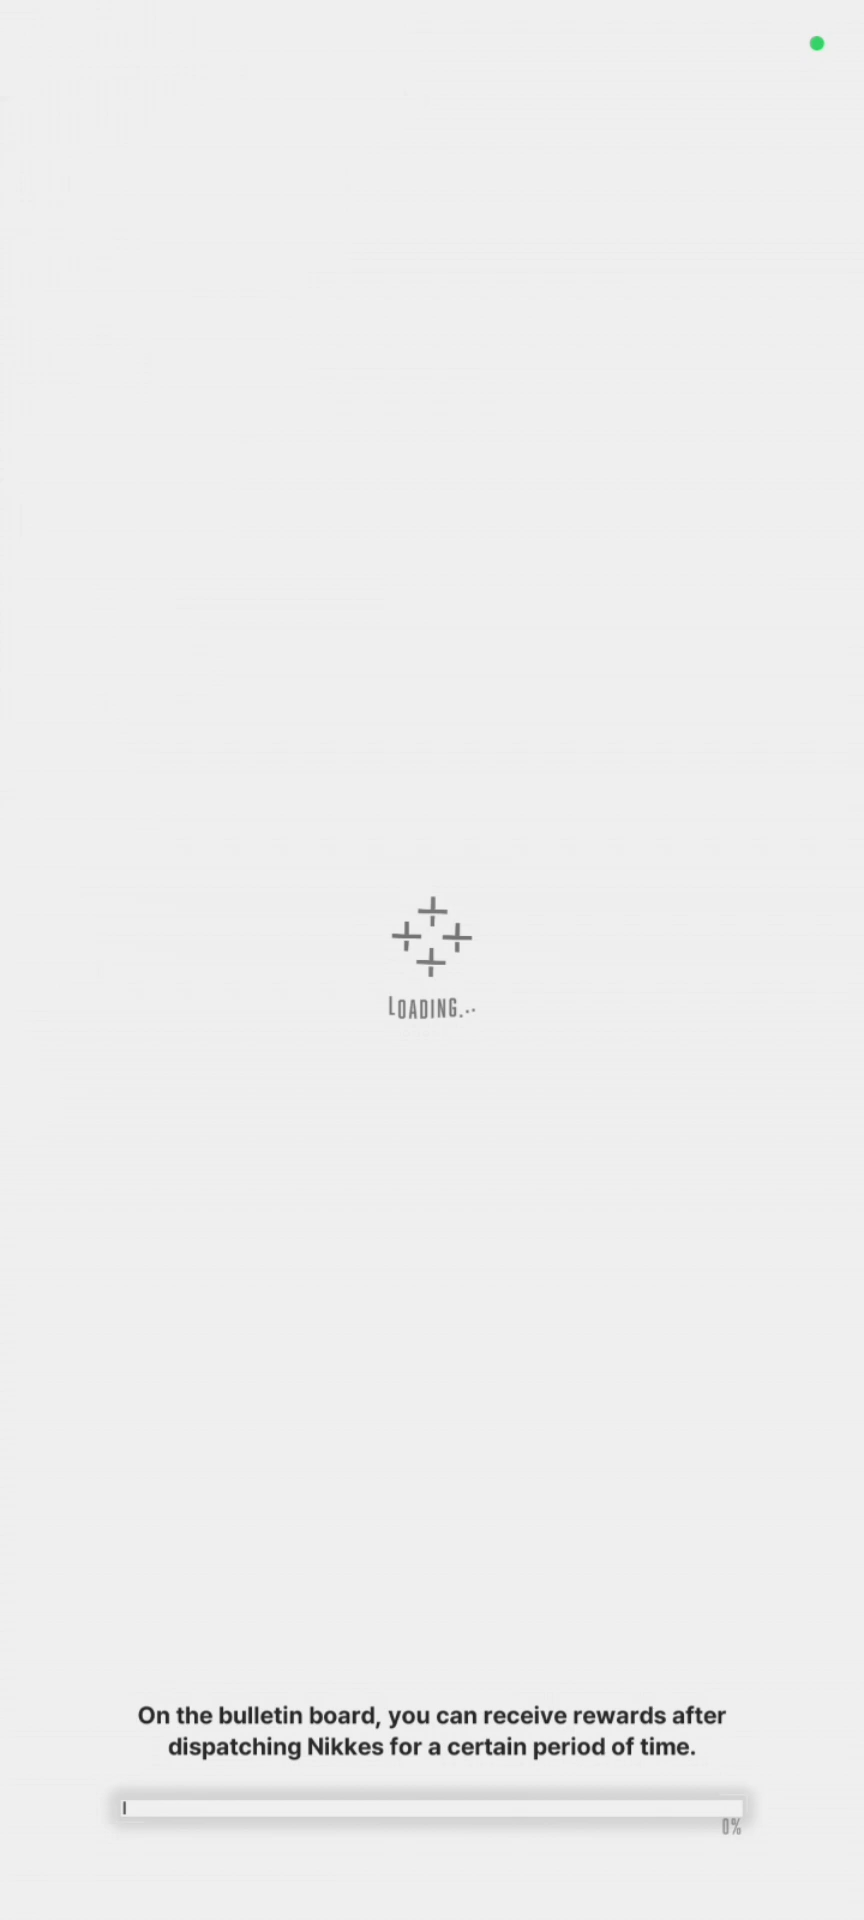 LOADING...
On the bulletin board, you can receive rewards after
dispatching Nikkes for a certain period of time.
0%